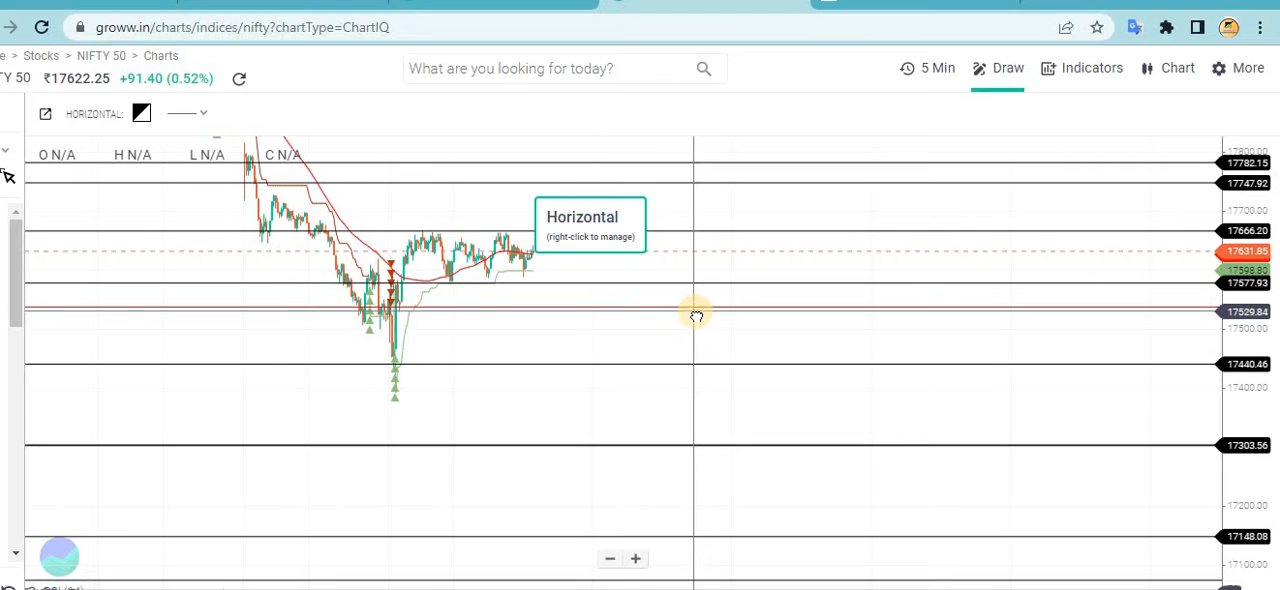 groww.in/charts/indices/nifty?chartType=ChartIQ
e > Stocks > NIFTY 50 > Charts
TY 50 ₹17622.25 +91.40 (0.52%)
What are you looking for today?
5 Min
Draw
Indicators
Chart
More
HORIZONTAL:
O N/A H N/A L N/A C N/A
Horizontal
(right-click to manage)
17800.00
17782.15
17747.92
17700.00
17666.20
17631.85
17598.80
17577.93
17529.84
17500.00
17440.46
17400.00
17303.56
17200.00
17148.08
17100.00